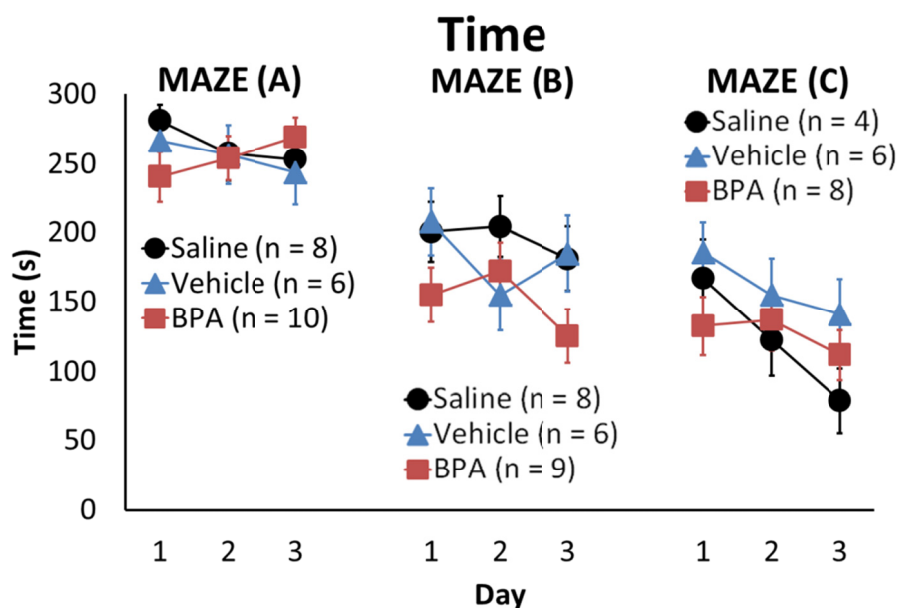 Time
MAZE (A)
MAZE (B)
MAZE (C)
Time (s)
300
250
200
150
100
50
0
Saline (n = 8)
Vehicle (n = 6)
BPA (n = 10)
Saline (n = 8)
Vehicle (n = 6)
BPA (n = 9)
Saline (n = 4)
Vehicle (n = 6)
BPA (n = 8)
1 2 3 1 2 3 1 2 3
Day